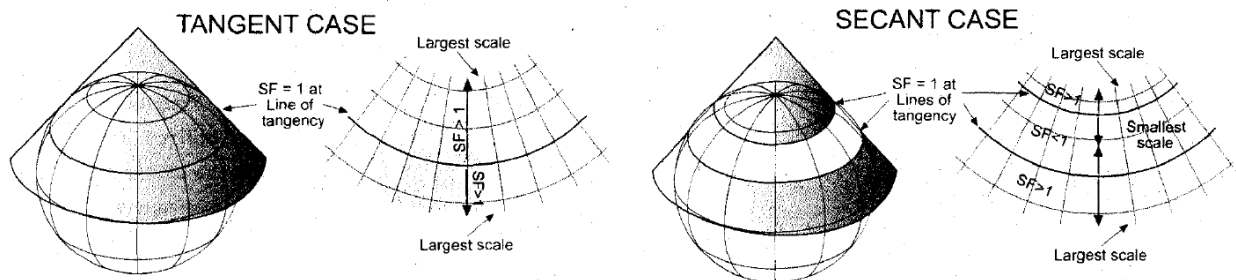 TANGENT CASE
Largest scale
SF = 1 at
Line of
tangency
SF > 1
SF>1
Largest scale
SECANT CASE
Largest scale
SF = 1 at
Lines of
tangency
SF>1
SF<1
Smallest
scale
SF>1
Largest scale